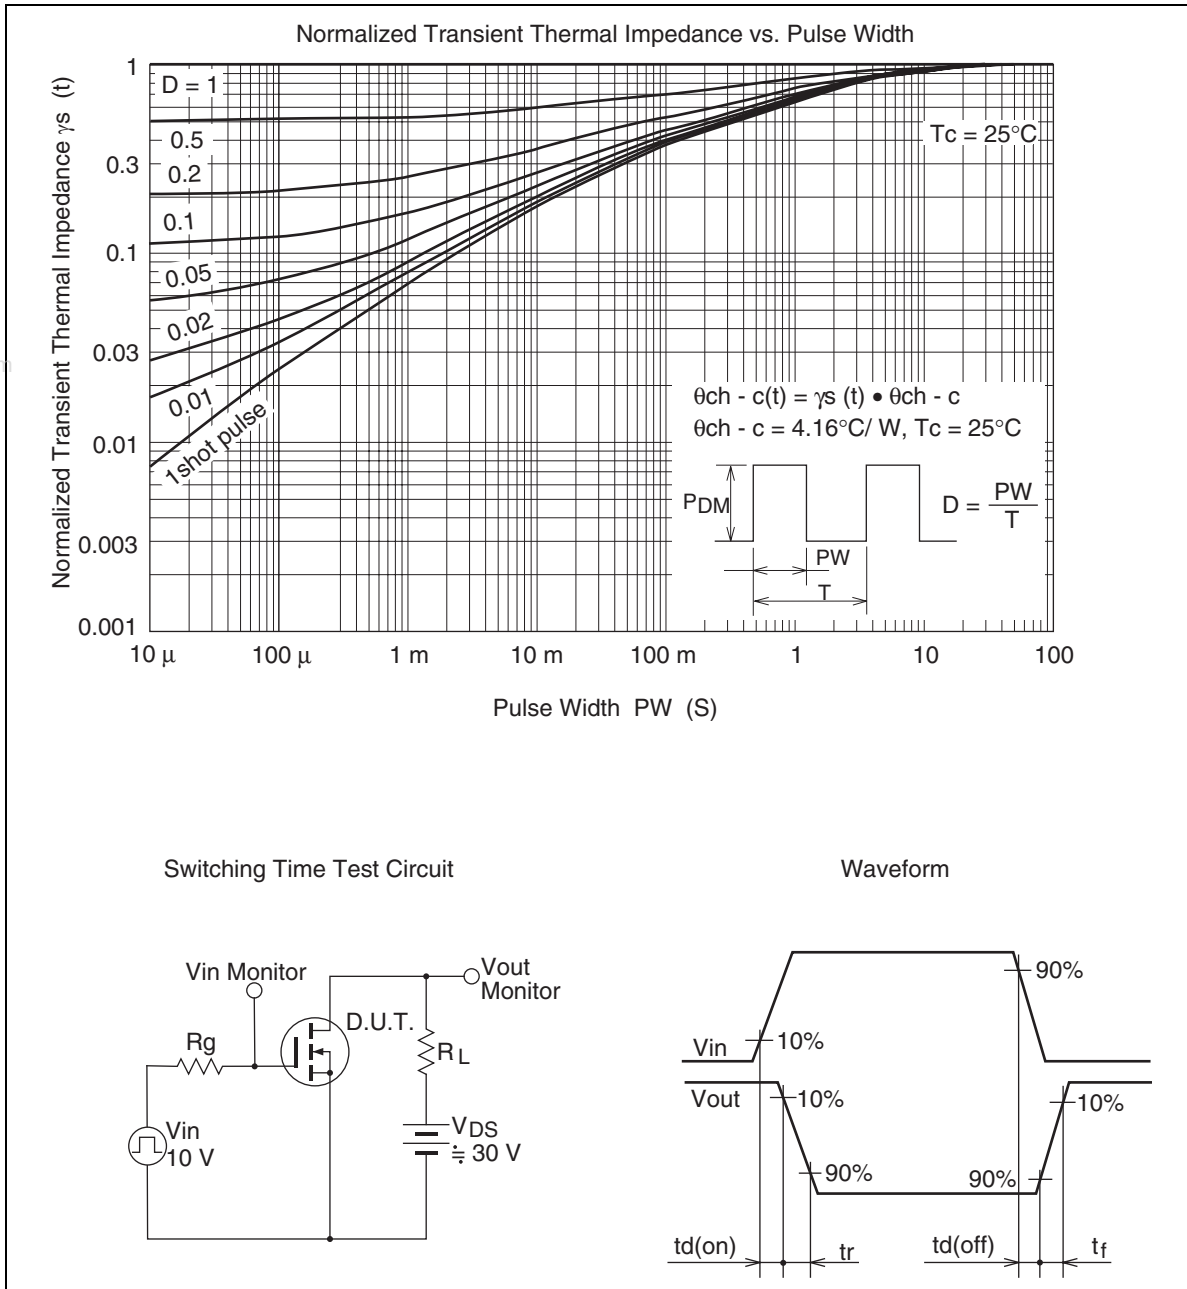 Normalized Transient Thermal Impedance vs. Pulse Width
Normalized Transient Thermal Impedance γs (t)
1
0.3
0.1
0.03
0.01
0.003
0.001
D = 1
0.5
0.2
0.1
0.05
0.02
0.01
1shot pulse
Tc = 25°C
θch - c(t) = γs (t) • θch - c
θch - c = 4.16°C/ W, Tc = 25°C
PDM
PW
T
D = PW
T
10 μ
100 μ
1 m
10 m
100 m
1
10
100
Pulse Width PW (S)
Switching Time Test Circuit
Vin Monitor
Vout
Monitor
D.U.T.
Rg
RL
Vin
10 V
VDS
≒ 30 V
Waveform
90%
Vin
10%
Vout
10%
10%
90%
90%
td(on)
tr
td(off)
tf